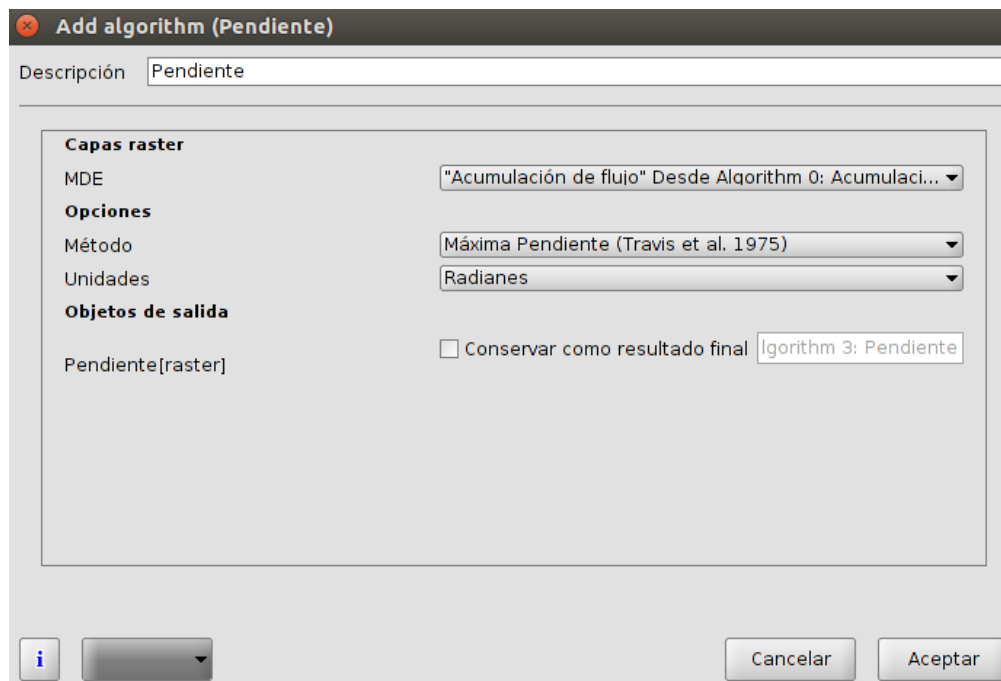 Add algorithm (Pendiente)
Descripción Pendiente
Capas raster
MDE "Acumulación de flujo" Desde Algorithm 0: Acumulaci...
Opciones
Método Máxima Pendiente (Travis et al. 1975)
Unidades Radianes
Objetos de salida
Pendiente[raster] Conservar como resultado final lgorithm 3: Pendiente
i Cancelar Aceptar